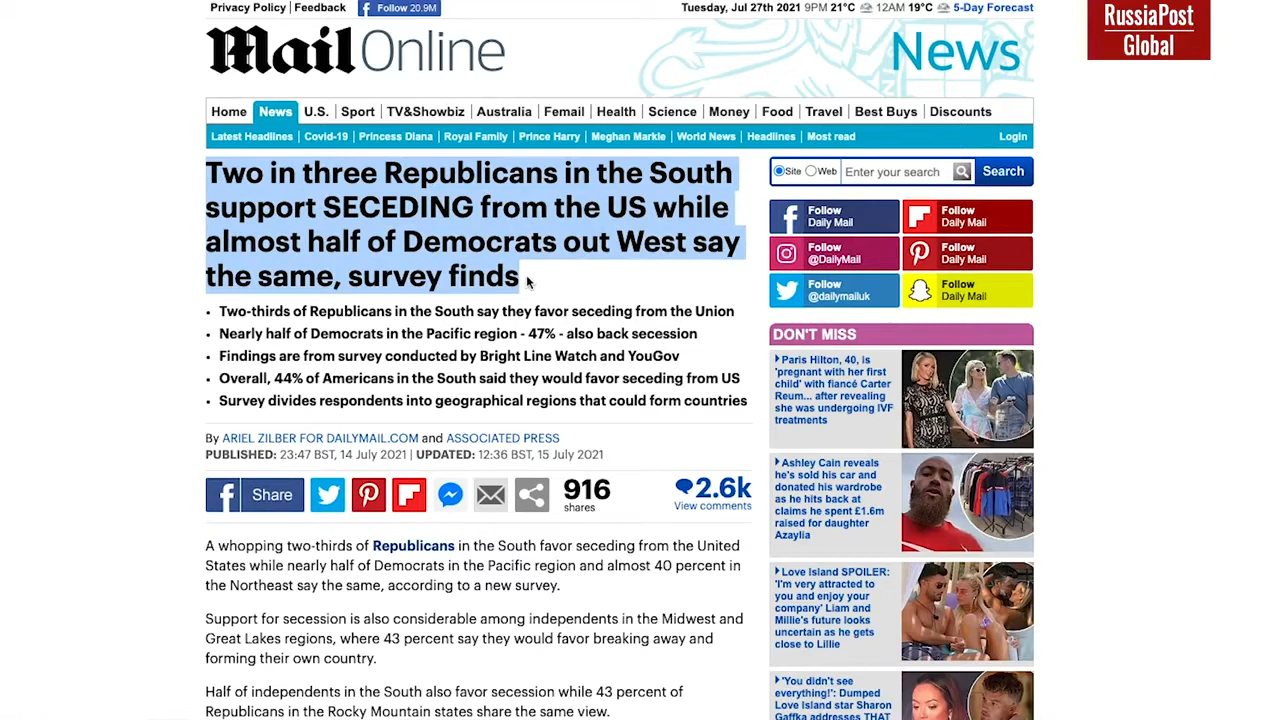 Privacy Policy | Feedback
Follow 20.9M
Tuesday, Jul 27th 2021 9PM 21°C 12AM 19°C 5-Day Forecast
RussiaPost
Global
Mail Online
News
Home News U.S. Sport TV&Showbiz Australia Femail Health Science Money Food Travel Best Buys Discounts
Latest Headlines Covid-19 Princess Diana Royal Family Prince Harry Meghan Markle World News Headlines Most read Login
Two in three Republicans in the South
support SECEDING from the US while
almost half of Democrats out West say
the same, survey finds
• Two-thirds of Republicans in the South say they favor seceding from the Union
• Nearly half of Democrats in the Pacific region - 47% - also back secession
• Findings are from survey conducted by Bright Line Watch and YouGov
• Overall, 44% of Americans in the South said they would favor seceding from US
• Survey divides respondents into geographical regions that could form countries
By ARIEL ZILBER FOR DAILYMAIL.COM and ASSOCIATED PRESS
PUBLISHED: 23:47 BST, 14 July 2021 | UPDATED: 12:36 BST, 15 July 2021
Share
916
shares
2.6k
View comments
A whopping two-thirds of Republicans in the South favor seceding from the United
States while nearly half of Democrats in the Pacific region and almost 40 percent in
the Northeast say the same, according to a new survey.
Support for secession is also considerable among independents in the Midwest and
Great Lakes regions, where 43 percent say they would favor breaking away and
forming their own country.
Half of independents in the South also favor secession while 43 percent of
Republicans in the Rocky Mountain states share the same view.
Site Web Enter your search Search
Follow
Daily Mail
Follow
Daily Mail
Follow
@DailyMail
Follow
Daily Mail
Follow
@dailymailuk
Follow
Daily Mail
DON'T MISS
Paris Hilton, 40, is
'pregnant with her first
child' with fiancé Carter
Reum... after revealing
she was undergoing IVF
treatments
Ashley Cain reveals
he's sold his car and
donated his wardrobe
as he hits back at
claims he spent £1.6m
raised for daughter
Azaylia
Love Island SPOILER:
'I'm very attracted to
you and enjoy your
company' Liam and
Millie's future looks
uncertain as he gets
close to Lillie
'You didn't see
everything!': Dumped
Love Island star Sharon
Gaffka addresses THAT